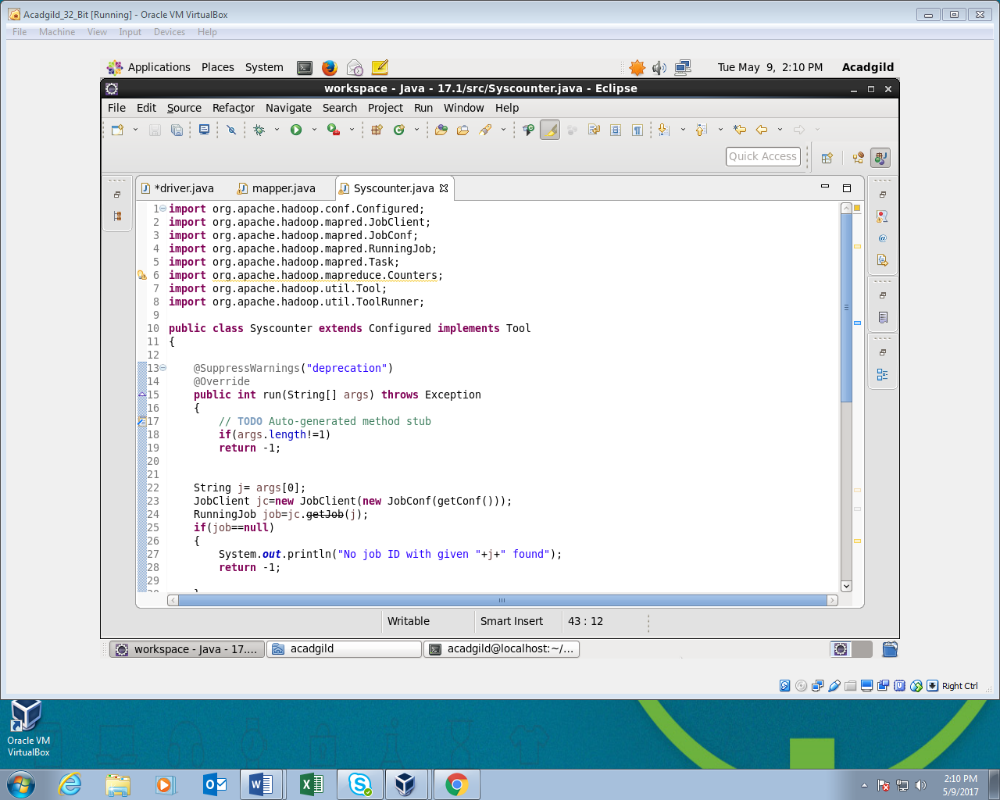 Acadgild_32_Bit [Running] - Oracle VM VirtualBox
File Machine View Input Devices Help
Applications Places System Tue May 9, 2:10 PM Acadgild
workspace - Java - 17.1/src/Syscounter.java - Eclipse
File Edit Source Refactor Navigate Search Project Run Window Help
Quick Access
*driver.java mapper.java Syscounter.java
1 import org.apache.hadoop.conf.Configured;
2 import org.apache.hadoop.mapred.JobClient;
3 import org.apache.hadoop.mapred.JobConf;
4 import org.apache.hadoop.mapred.RunningJob;
5 import org.apache.hadoop.mapred.Task;
6 import org.apache.hadoop.mapreduce.Counters;
7 import org.apache.hadoop.util.Tool;
8 import org.apache.hadoop.util.ToolRunner;
9
10 public class Syscounter extends Configured implements Tool
11 {
12
13 @SuppressWarnings("deprecation")
14 @Override
15 public int run(String[] args) throws Exception
16 {
17 // TODO Auto-generated method stub
18 if(args.length!=1)
19 return -1;
20
21
22 String j= args[0];
23 JobClient jc=new JobClient(new JobConf(getConf()));
24 RunningJob job=jc.getJob(j);
25 if(job==null)
26 {
27 System.out.println("No job ID with given "+j+" found");
28 return -1;
29
Writable Smart Insert 43 : 12
workspace - Java - 17.... acadgild acadgild@localhost:~/...
Right Ctrl
Oracle VM
VirtualBox
2:10 PM
5/9/2017